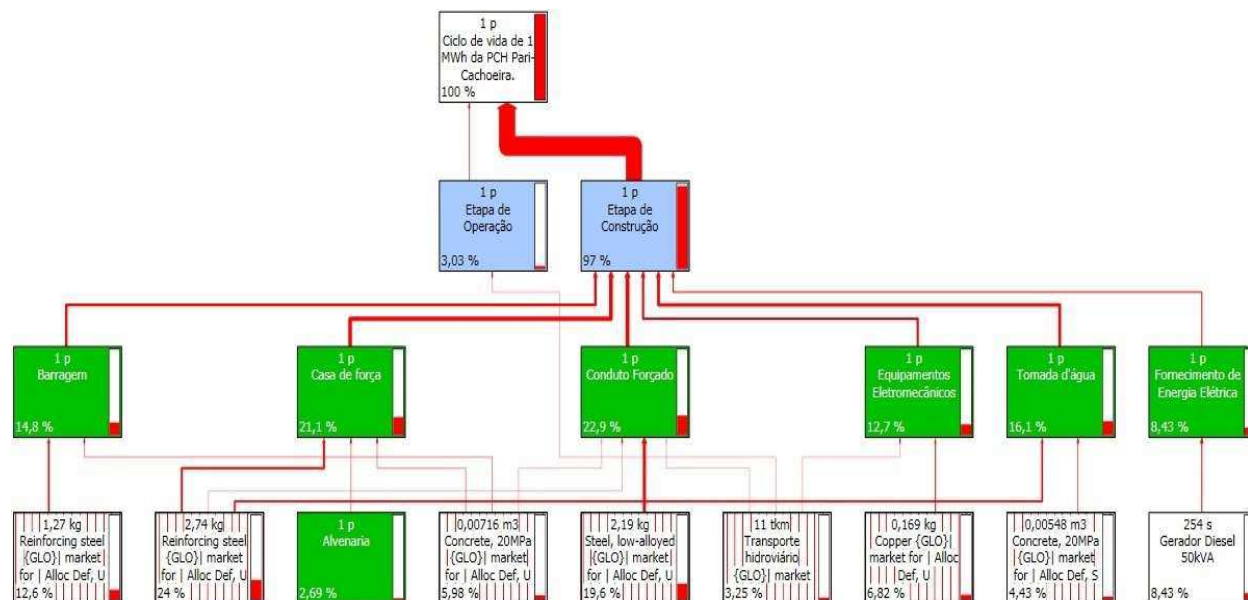 1 p
Ciclo de vida de 1
MWh da PCH Pari-
Cachoeira.
100 %
1 p
Etapa de
Operação
3,03 %
1 p
Etapa de
Construção
97 %
1 p
Barragem
14,8 %
1 p
Casa de força
21,1 %
1 p
Conduto Forçado
22,9 %
1 p
Equipamentos
Eletromecânicos
12,7 %
1 p
Tomada d'água
16,1 %
1 p
Fornecimento de
Energia Elétrica
8,43 %
1,27 kg
Reinforcing steel
{GLO}| market
for | Alloc Def, U
12,6 %
2,74 kg
Reinforcing steel
{GLO}| market
for | Alloc Def, U
24 %
1 p
Alvenaria
2,69 %
0,00716 m3
Concrete, 20MPa
{GLO}| market
for | Alloc Def, U
5,98 %
2,19 kg
Steel, low-alloyed
{GLO}| market
for | Alloc Def, U
19,6 %
11 tkm
Transporte
hidroviário
{GLO}| market
3,25 %
0,169 kg
Copper {GLO}|
market for | Alloc
Def, U
6,82 %
0,00548 m3
Concrete, 20MPa
{GLO}| market
for | Alloc Def, S
4,43 %
254 s
Gerador Diesel
50kVA
8,43 %